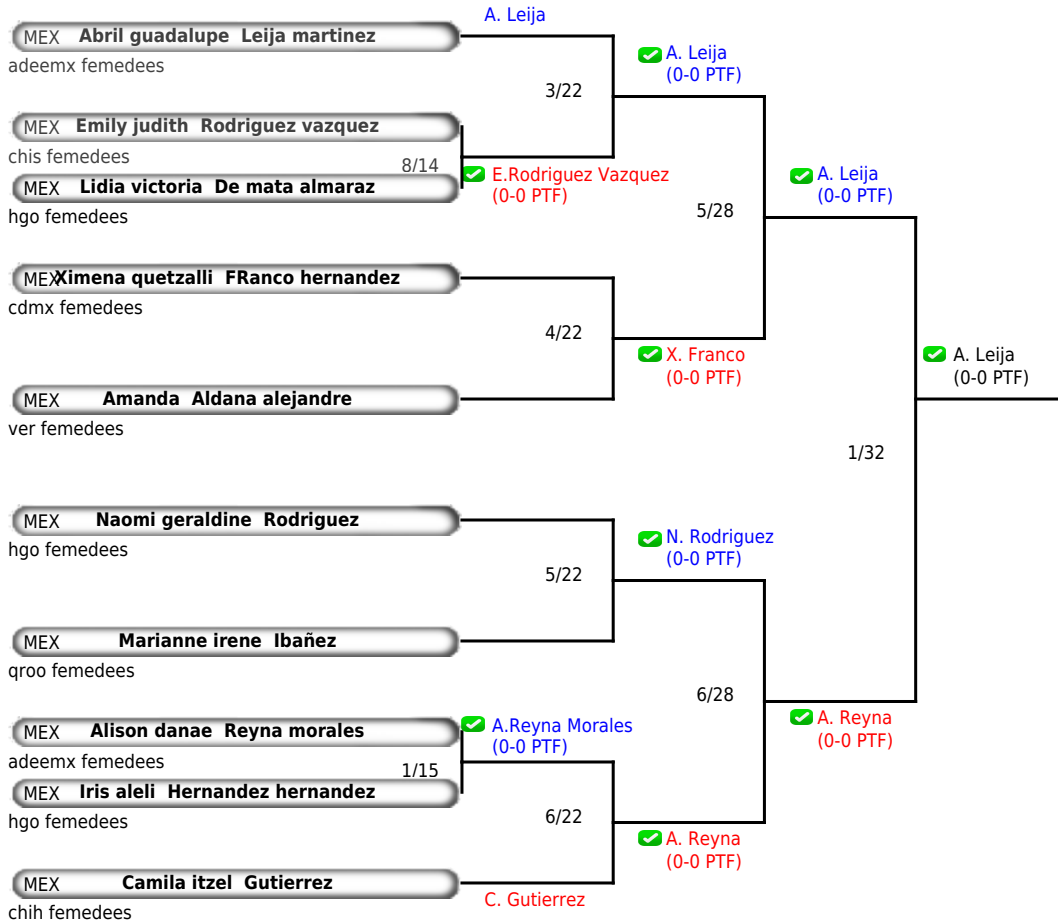 A. Leija
MEX Abril guadalupe Leija martinez
adeemx femedees
A. Leija
(0-0 PTF)
3/22
MEX Emily judith Rodriguez vazquez
chis femedees
8/14
E.Rodriguez Vazquez
(0-0 PTF)
MEX Lidia victoria De mata almaraz
hgo femedees
A. Leija
(0-0 PTF)
5/28
MEX Ximena quetzalli FRanco hernandez
cdmx femedees
4/22
X. Franco
(0-0 PTF)
A. Leija
(0-0 PTF)
MEX Amanda Aldana alejandre
ver femedees
1/32
MEX Naomi geraldine Rodriguez
hgo femedees
N. Rodriguez
(0-0 PTF)
5/22
MEX Marianne irene Ibañez
qroo femedees
6/28
A. Reyna
(0-0 PTF)
MEX Alison danae Reyna morales
adeemx femedees
A.Reyna Morales
(0-0 PTF)
1/15
MEX Iris aleli Hernandez hernandez
hgo femedees
6/22
A. Reyna
(0-0 PTF)
MEX Camila itzel Gutierrez
chih femedees
C. Gutierrez